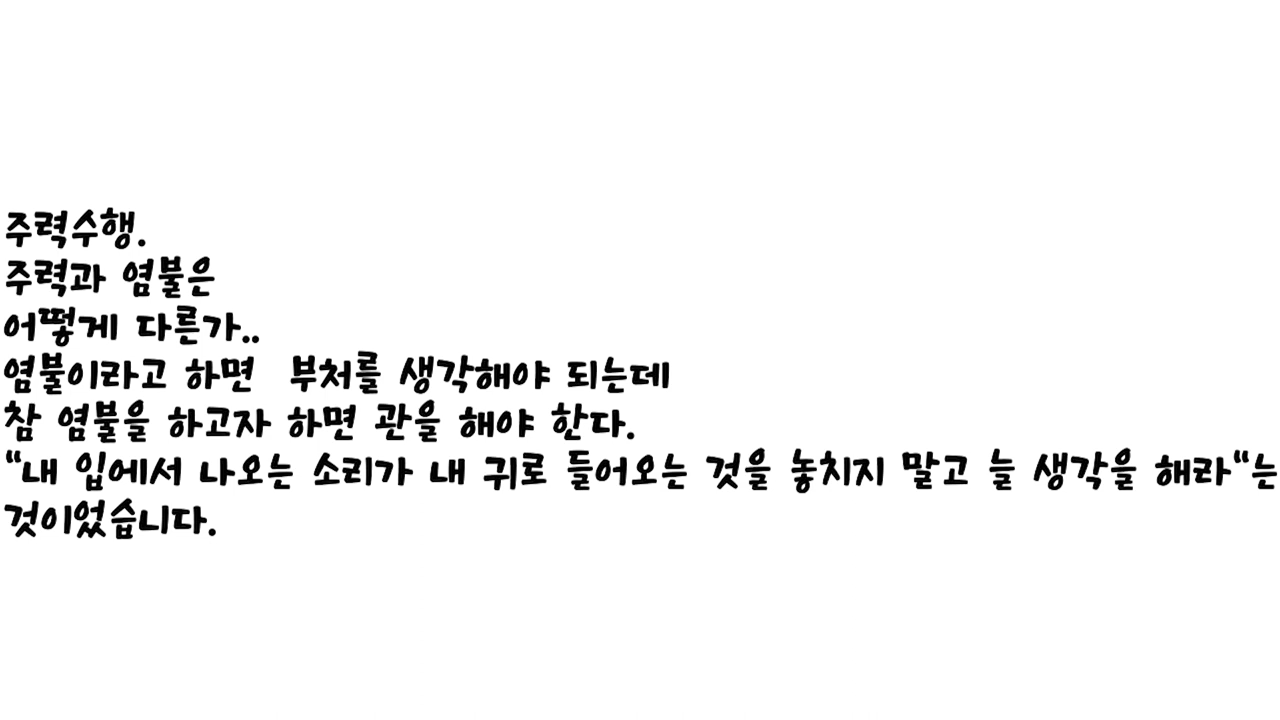 주력수행.
주력과 염불은
어떻게 다른가..
염불이라고 하면  부처를 생각해야 되는데
참 염불을 하고자 하면 관을 해야 한다.
“내 입에서 나오는 소리가 내 귀로 들어오는 것을 놓치지 말고 늘 생각을 해라“는
것이었습니다.